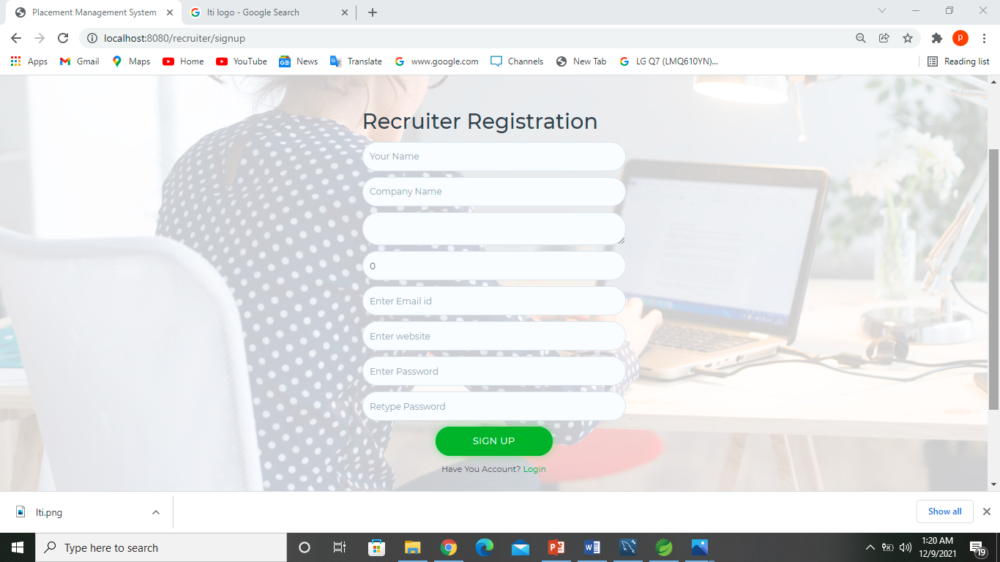 Placement Management System
lti logo - Google Search
localhost:8080/recruiter/signup
P
Apps
Gmail
Maps
Home
YouTube
News
Translate
www.google.com
Channels
New Tab
LG Q7 (LMQ610YN)...
Reading list
Recruiter Registration
Your Name
Company Name
0
Enter Email id
Enter website
Enter Password
Retype Password
SIGN UP
Have You Account? Login
lti.png
Show all
Type here to search
1:20 AM
12/9/2021
19